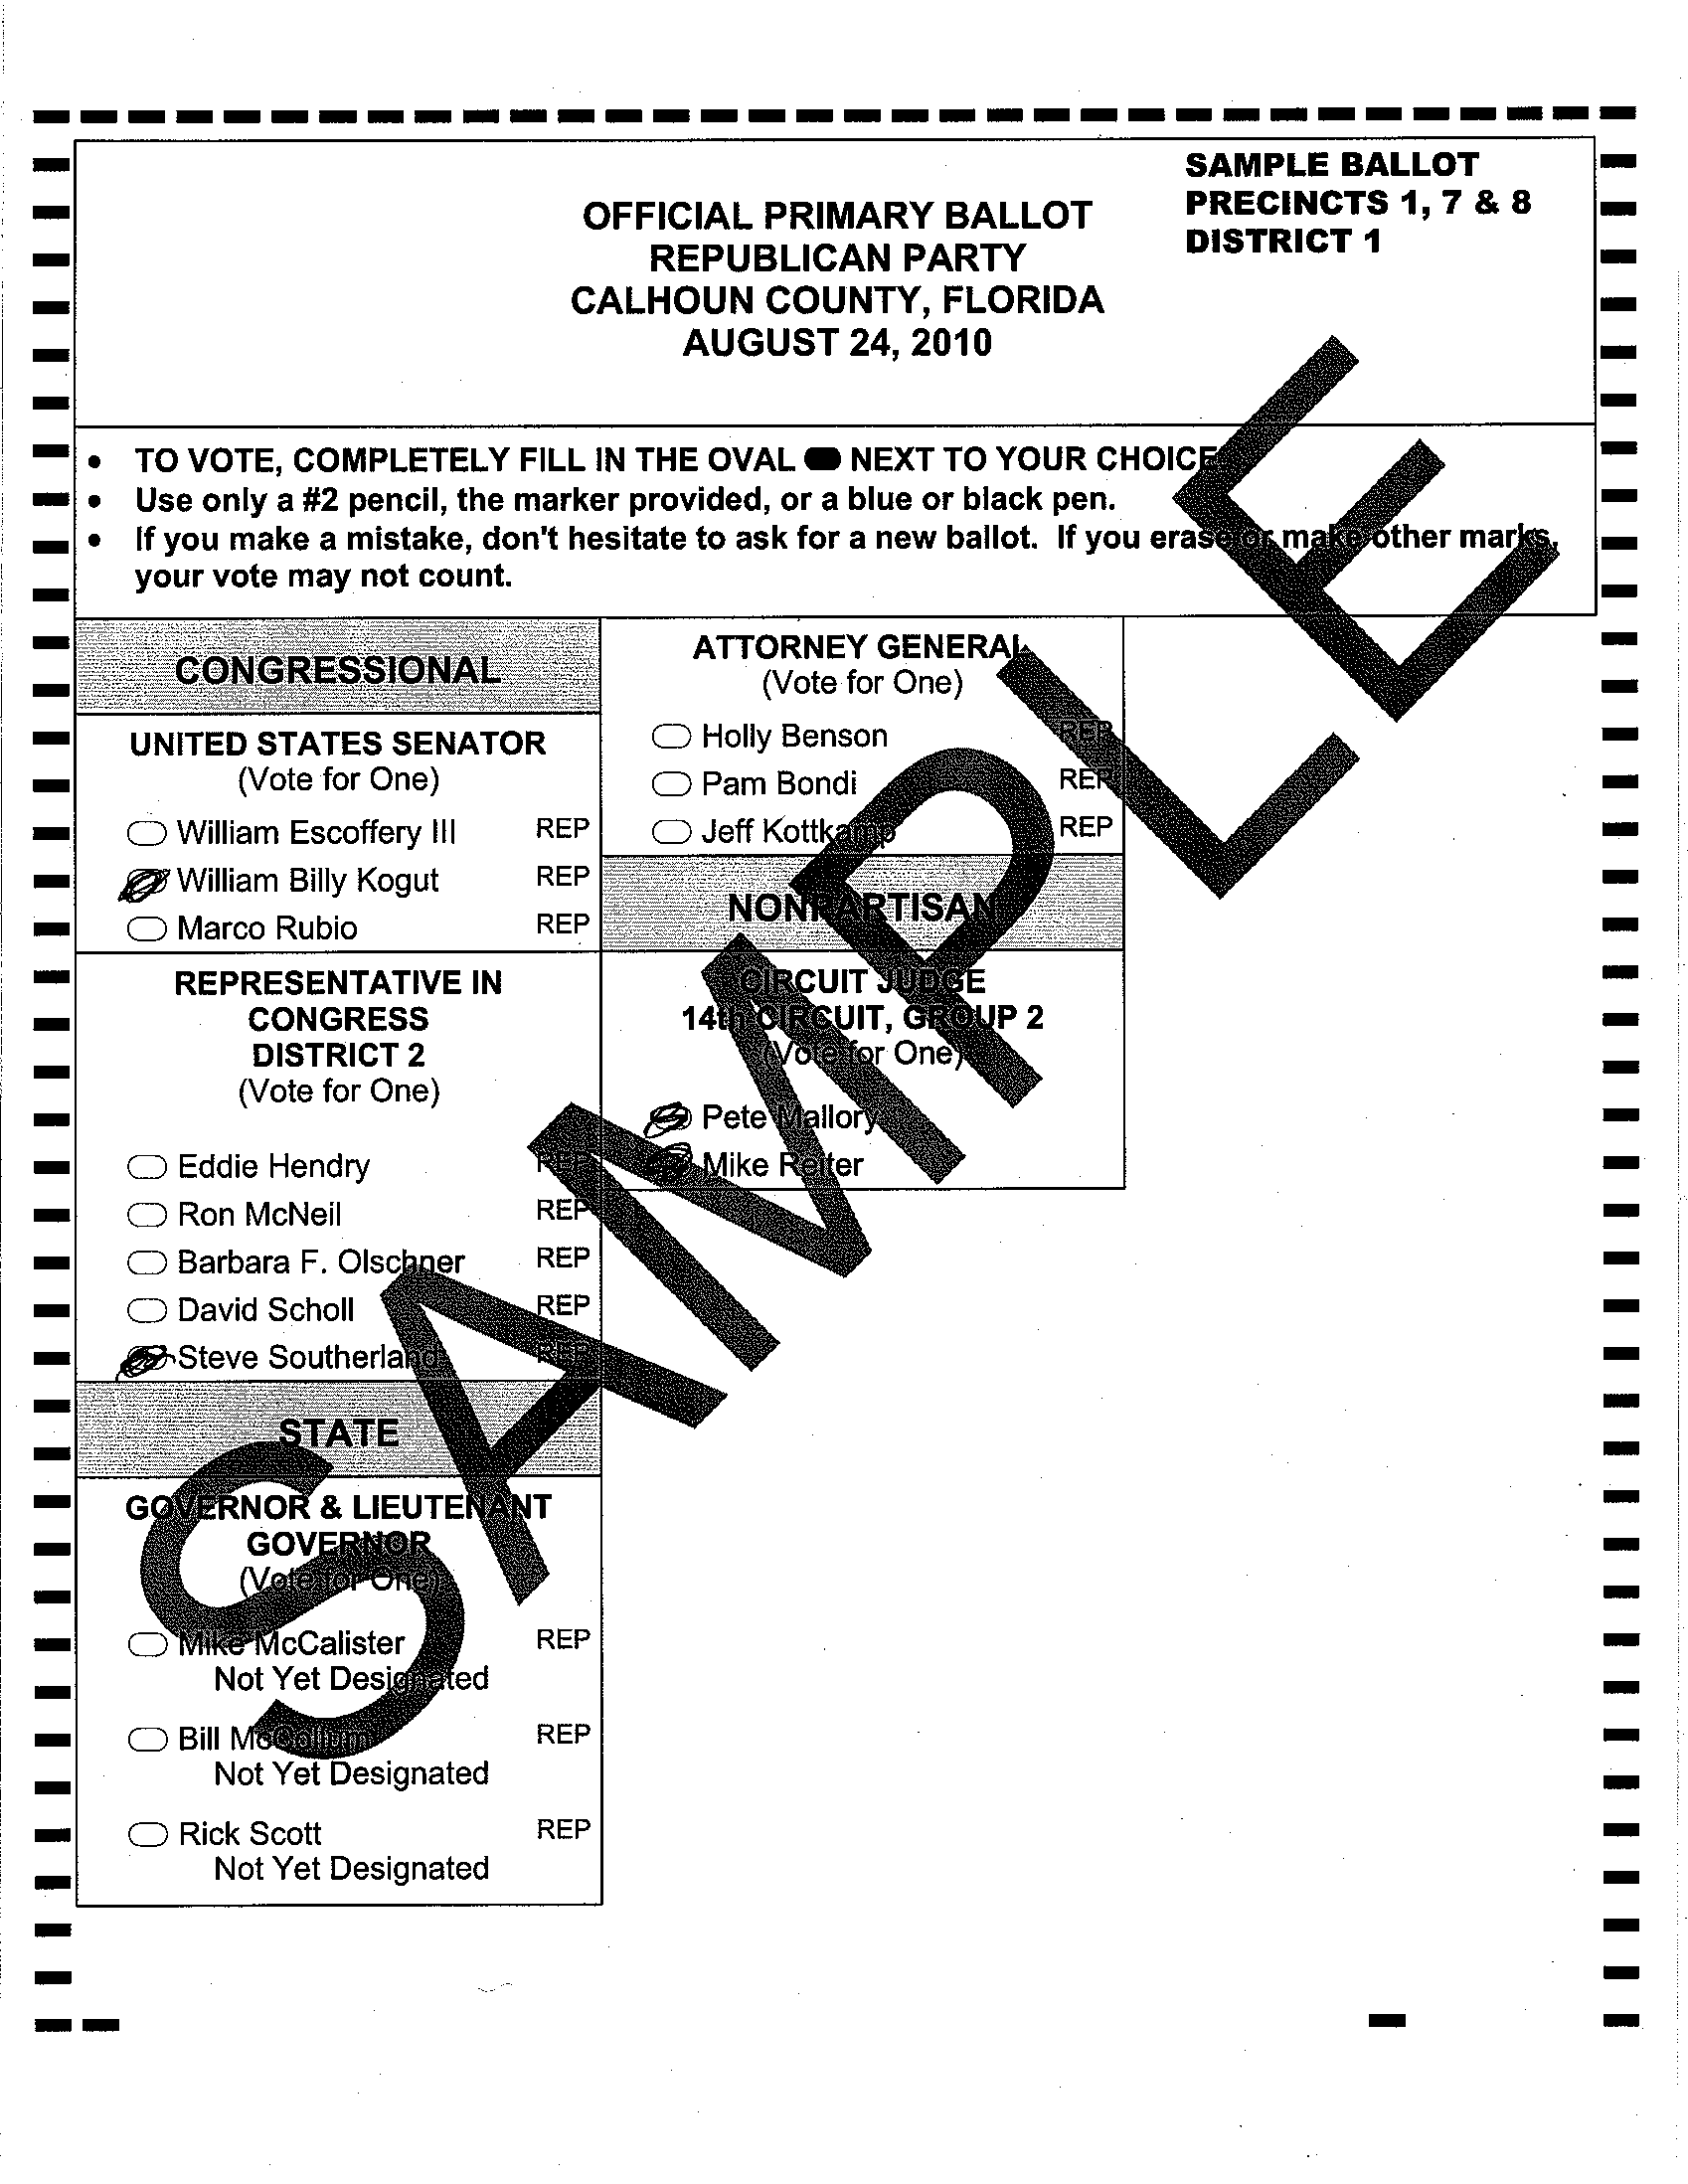 SAMPLE BALLOT
PRECINCTS 1, 7 & 8
DISTRICT 1
OFFICIAL PRIMARY BALLOT
REPUBLICAN PARTY
CALHOUN COUNTY, FLORIDA
AUGUST 24, 2010
• TO VOTE, COMPLETELY FILL IN THE OVAL NEXT TO YOUR CHOICE
• Use only a #2 pencil, the marker provided, or a blue or black pen.
• If you make a mistake, don't hesitate to ask for a new ballot. If you erase or make other marks,
your vote may not count.
CONGRESSIONAL
UNITED STATES SENATOR
(Vote for One)
William Escoffery III REP
William Billy Kogut REP
Marco Rubio REP
REPRESENTATIVE IN
CONGRESS
DISTRICT 2
(Vote for One)
Eddie Hendry REP
Ron McNeil REP
Barbara F. Olschner REP
David Scholl REP
Steve Southerland REP
STATE
GOVERNOR & LIEUTENANT
GOVERNOR
(Vote for One)
Mike McCalister REP
Not Yet Designated
Bill McCollum REP
Not Yet Designated
Rick Scott REP
Not Yet Designated
ATTORNEY GENERAL
(Vote for One)
Holly Benson REP
Pam Bondi REP
Jeff Kottkamp REP
NONPARTISAN
CIRCUIT JUDGE
14th CIRCUIT, GROUP 2
(Vote for One)
Pete Mallory
Mike Reiter
SAMPLE